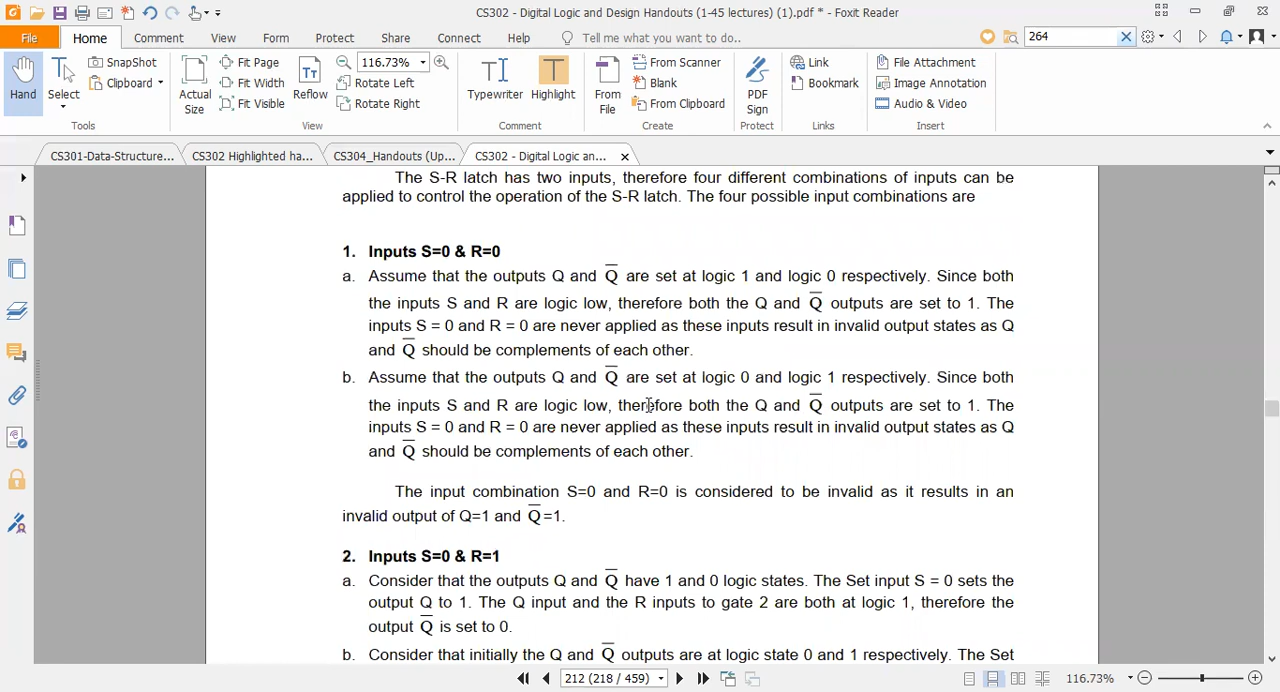 CS302 - Digital Logic and Design Handouts (1-45 lectures) (1).pdf * - Foxit Reader
File Home Comment View Form Protect Share Connect Help Tell me what you want to do.. 264
Hand Select SnapShot Clipboard Actual Size Fit Page Fit Width Fit Visible Reflow 116.73% Rotate Left Rotate Right Typewriter Highlight From File From Scanner Blank From Clipboard PDF Sign Link Bookmark File Attachment Image Annotation Audio & Video
Tools View Comment Create Protect Links Insert
CS301-Data-Structure... CS302 Highlighted ha... CS304_Handouts (Up... CS302 - Digital Logic an...
The S-R latch has two inputs, therefore four different combinations of inputs can be
applied to control the operation of the S-R latch. The four possible input combinations are
1. Inputs S=0 & R=0
a. Assume that the outputs Q and Q̅ are set at logic 1 and logic 0 respectively. Since both
the inputs S and R are logic low, therefore both the Q and Q̅ outputs are set to 1. The
inputs S = 0 and R = 0 are never applied as these inputs result in invalid output states as Q
and Q̅ should be complements of each other.
b. Assume that the outputs Q and Q̅ are set at logic 0 and logic 1 respectively. Since both
the inputs S and R are logic low, therefore both the Q and Q̅ outputs are set to 1. The
inputs S = 0 and R = 0 are never applied as these inputs result in invalid output states as Q
and Q̅ should be complements of each other.
The input combination S=0 and R=0 is considered to be invalid as it results in an
invalid output of Q=1 and Q̅ =1.
2. Inputs S=0 & R=1
a. Consider that the outputs Q and Q̅ have 1 and 0 logic states. The Set input S = 0 sets the
output Q to 1. The Q input and the R inputs to gate 2 are both at logic 1, therefore the
output Q̅ is set to 0.
b. Consider that initially the Q and Q̅ outputs are at logic state 0 and 1 respectively. The Set
212 (218 / 459) 116.73%